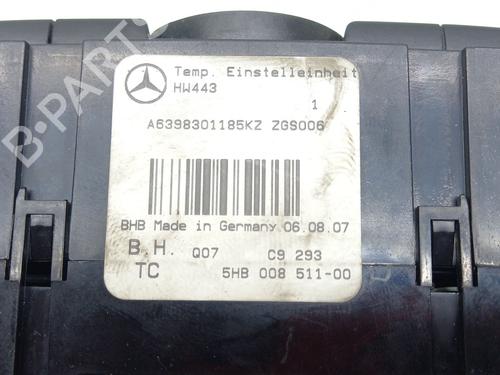 B-PARTS
Temp. Einstelleinheit
HW443
1
A6398301185KZ ZGS006
BHB Made in Germany 06.08.07
B.H. Q07 C9 293
TC 5HB 008 511-00